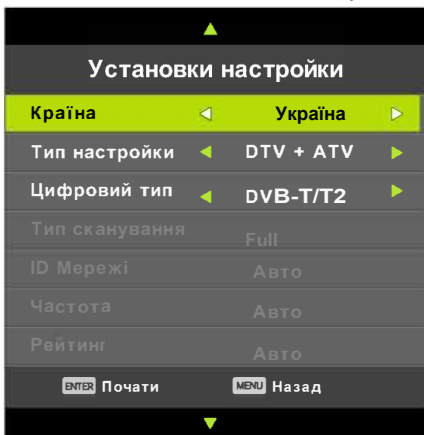 Установки настройки
Країна Україна
Тип настройки DTV + ATV
Цифровий тип DVB-T/T2
Тип сканування Full
ID Мережі Авто
Частота Авто
Рейтинг Авто
ENTER Почати MENU Назад